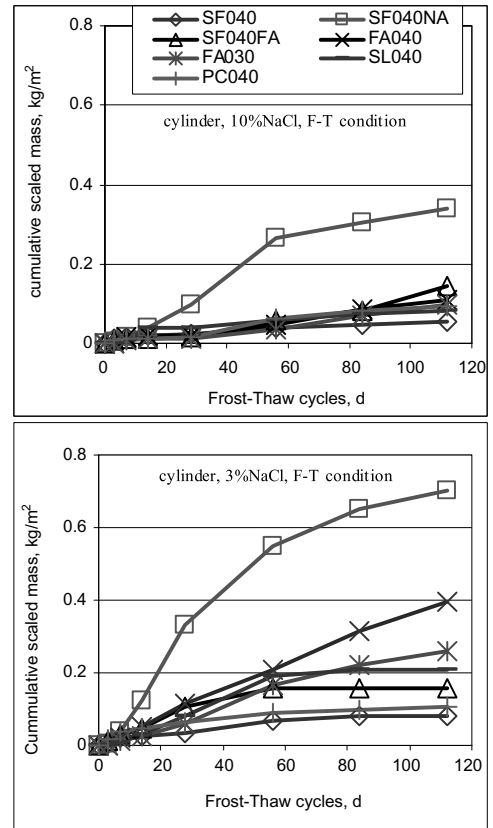 SF040 SF040NA
SF040FA FA040
FA030 SL040
PC040
0.8
0.6
0.4
0.2
0
cumulative scaled mass, kg/m²
cylinder, 10%NaCl, F-T condition
0 20 40 60 80 100 120
Frost-Thaw cycles, d
0.8
0.6
0.4
0.2
0
Cummulative scaled mass, kg/m²
cylinder, 3%NaCl, F-T condition
0 20 40 60 80 100 120
Frost-Thaw cycles, d